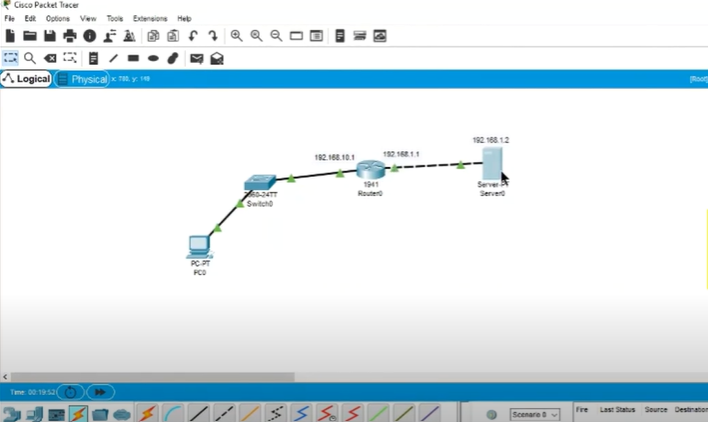 Cisco Packet Tracer
File Edit Options View Tools Extensions Help
Logical Physical x: 700, y: 149 [Root]
192.168.1.2
192.168.10.1 192.168.1.1
1941
Router0
Server-PT
Server0
2960-24TT
Switch0
PC-PT
PC0
Time: 00:19:52
Scenario 0 Fire Last Status Source Destination